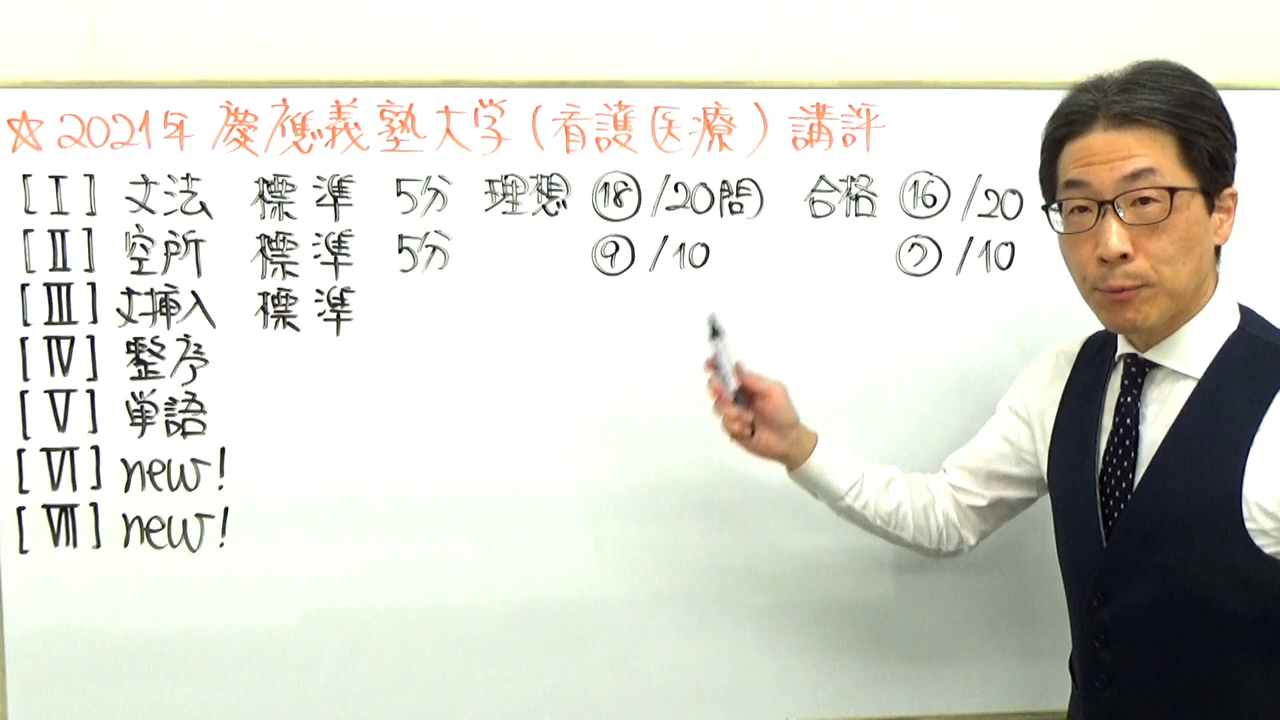 ☆2021年 慶應義塾大学(看護医療)講評
[Ⅰ] 文法 標準 5分 理想 ⑱/20問 合格 ⑯/20
[Ⅱ] 空所 標準 5分 ⑨/10 ⑦/10
[Ⅲ] 文挿入 標準
[Ⅳ] 整序
[Ⅴ] 単語
[Ⅵ] new!
[Ⅶ] new!